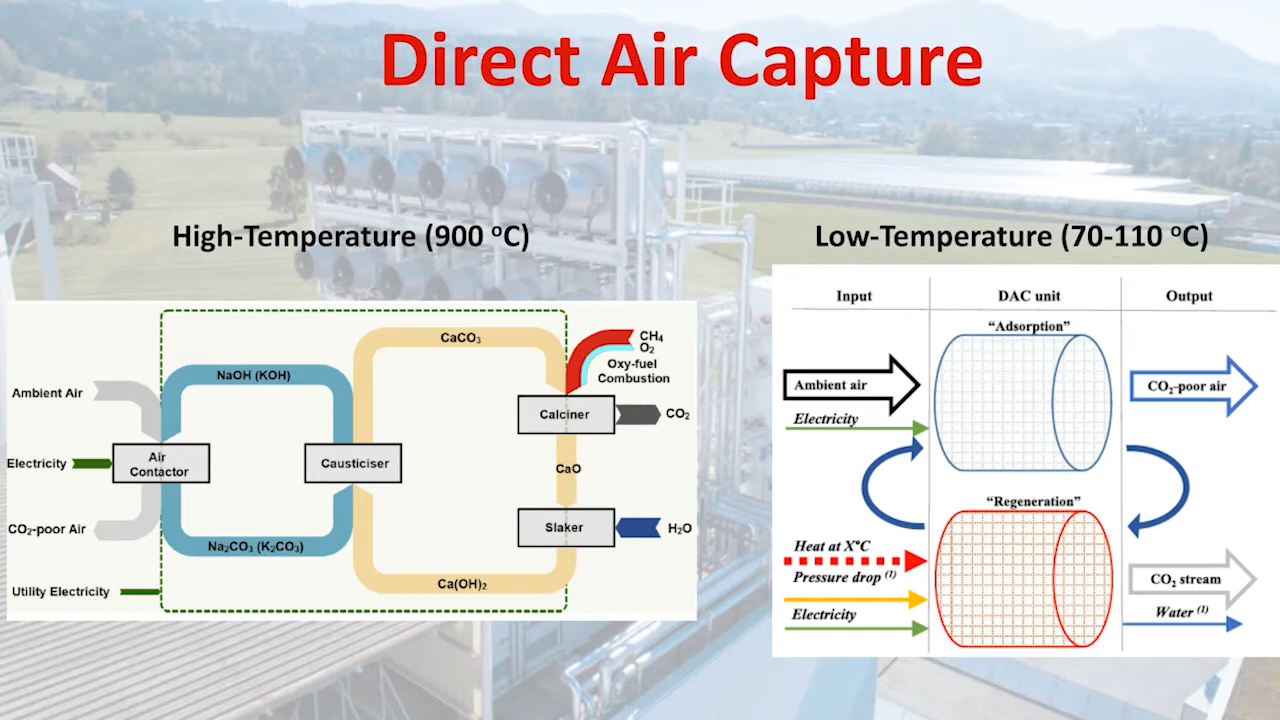 Direct Air Capture
High-Temperature (900 ºC)
Low-Temperature (70-110 ºC)
CaCO₃
CH₄
O₂
Oxy-fuel
Combustion
NaOH (KOH)
Ambient Air
Calciner
CO₂
Electricity
Air
Contactor
Causticiser
CaO
CO₂-poor Air
Slaker
H₂O
Na₂CO₃ (K₂CO₃)
Utility Electricity
Ca(OH)₂
Input
DAC unit
Output
“Adsorption”
Ambient air
CO₂-poor air
Electricity
“Regeneration”
Heat at X°C
Pressure drop ⁽¹⁾
CO₂ stream
Electricity
Water ⁽¹⁾